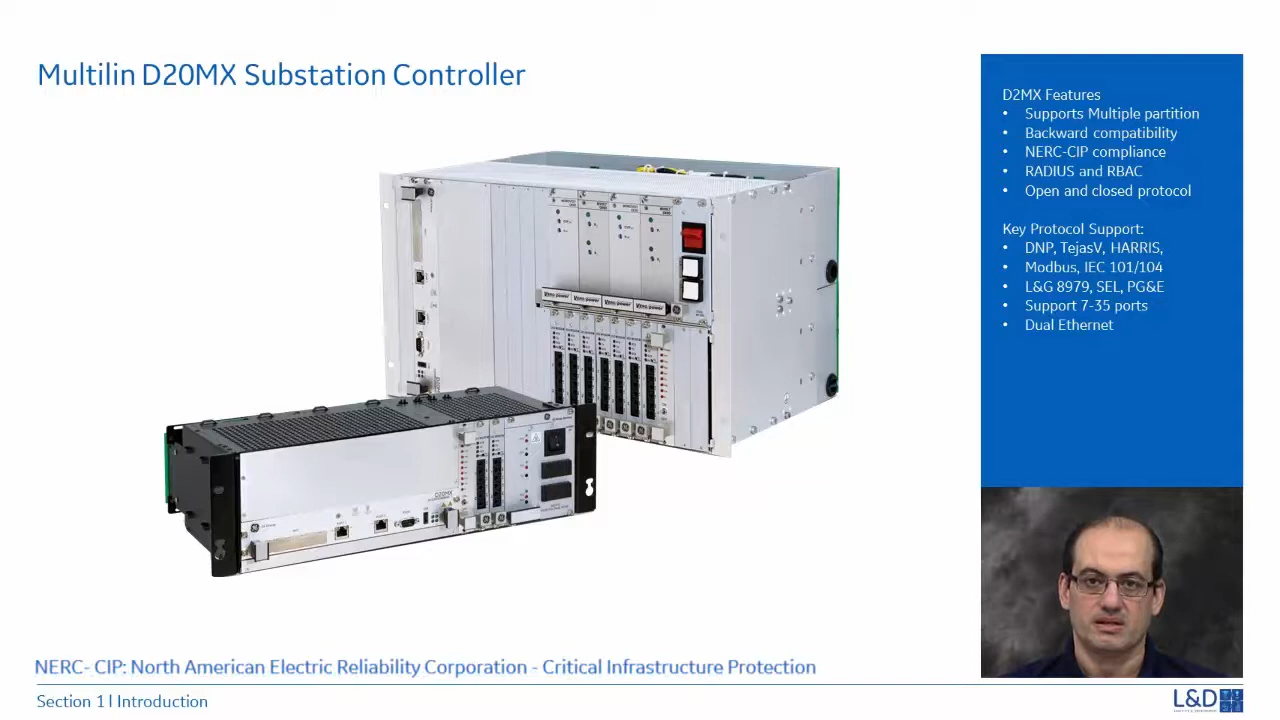 Multilin D20MX Substation Controller
D2MX Features
• Supports Multiple partition
• Backward compatibility
• NERC-CIP compliance
• RADIUS and RBAC
• Open and closed protocol
Key Protocol Support:
• DNP, TejasV, HARRIS,
• Modbus, IEC 101/104
• L&G 8979, SEL, PG&E
• Support 7-35 ports
• Dual Ethernet
D20MX
NERC- CIP: North American Electric Reliability Corporation - Critical Infrastructure Protection
Section 1 I Introduction
L&D